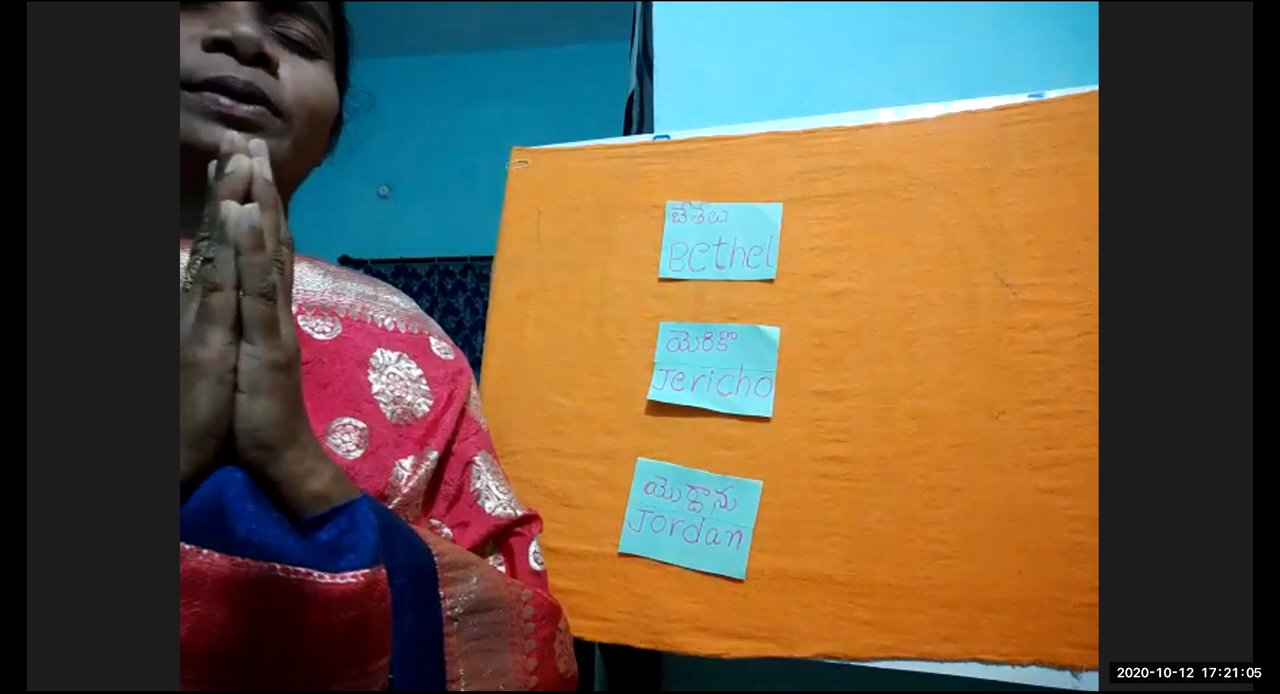 బేతేలు
Bethel
యెరికో
Jericho
యొర్దాను
Jordan
2020-10-12 17:21:05